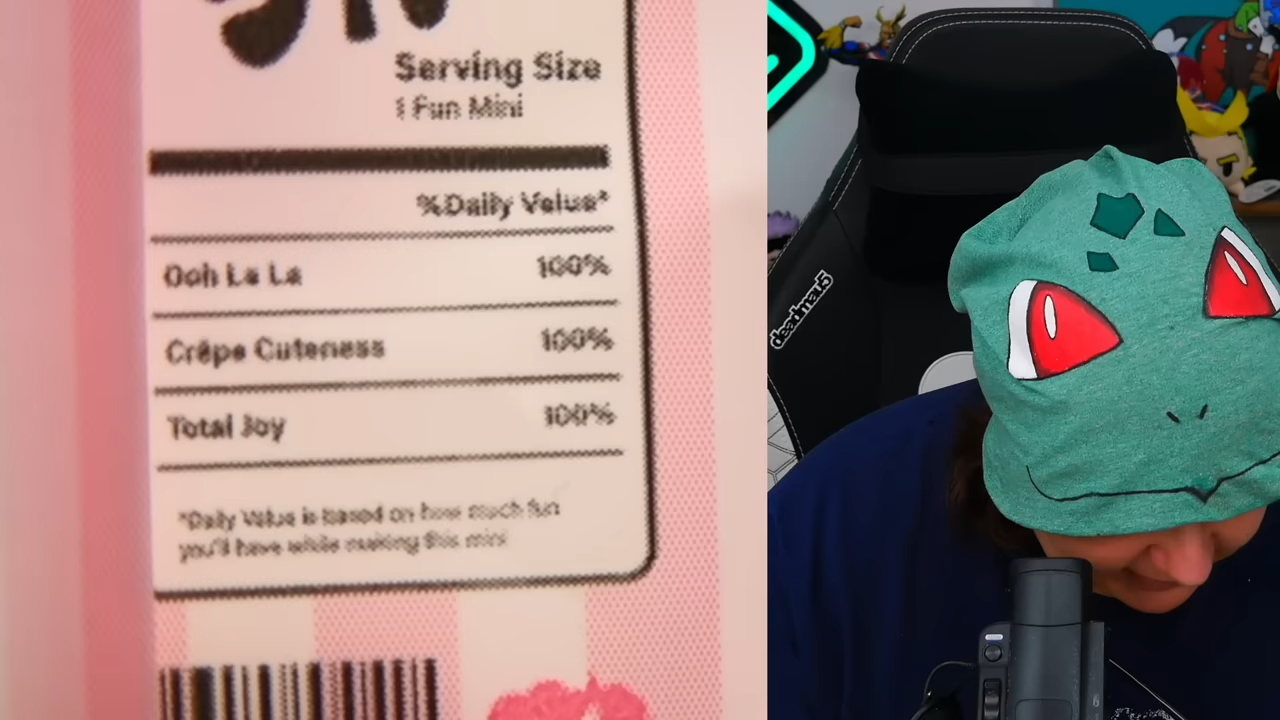 Serving Size
1 Fun Mini
%Daily Value*
Ooh La La 100%
Crêpe Cuteness 100%
Total Joy 100%
*Daily Value is based on how much fun
you'll have while making this mini
deadmau5